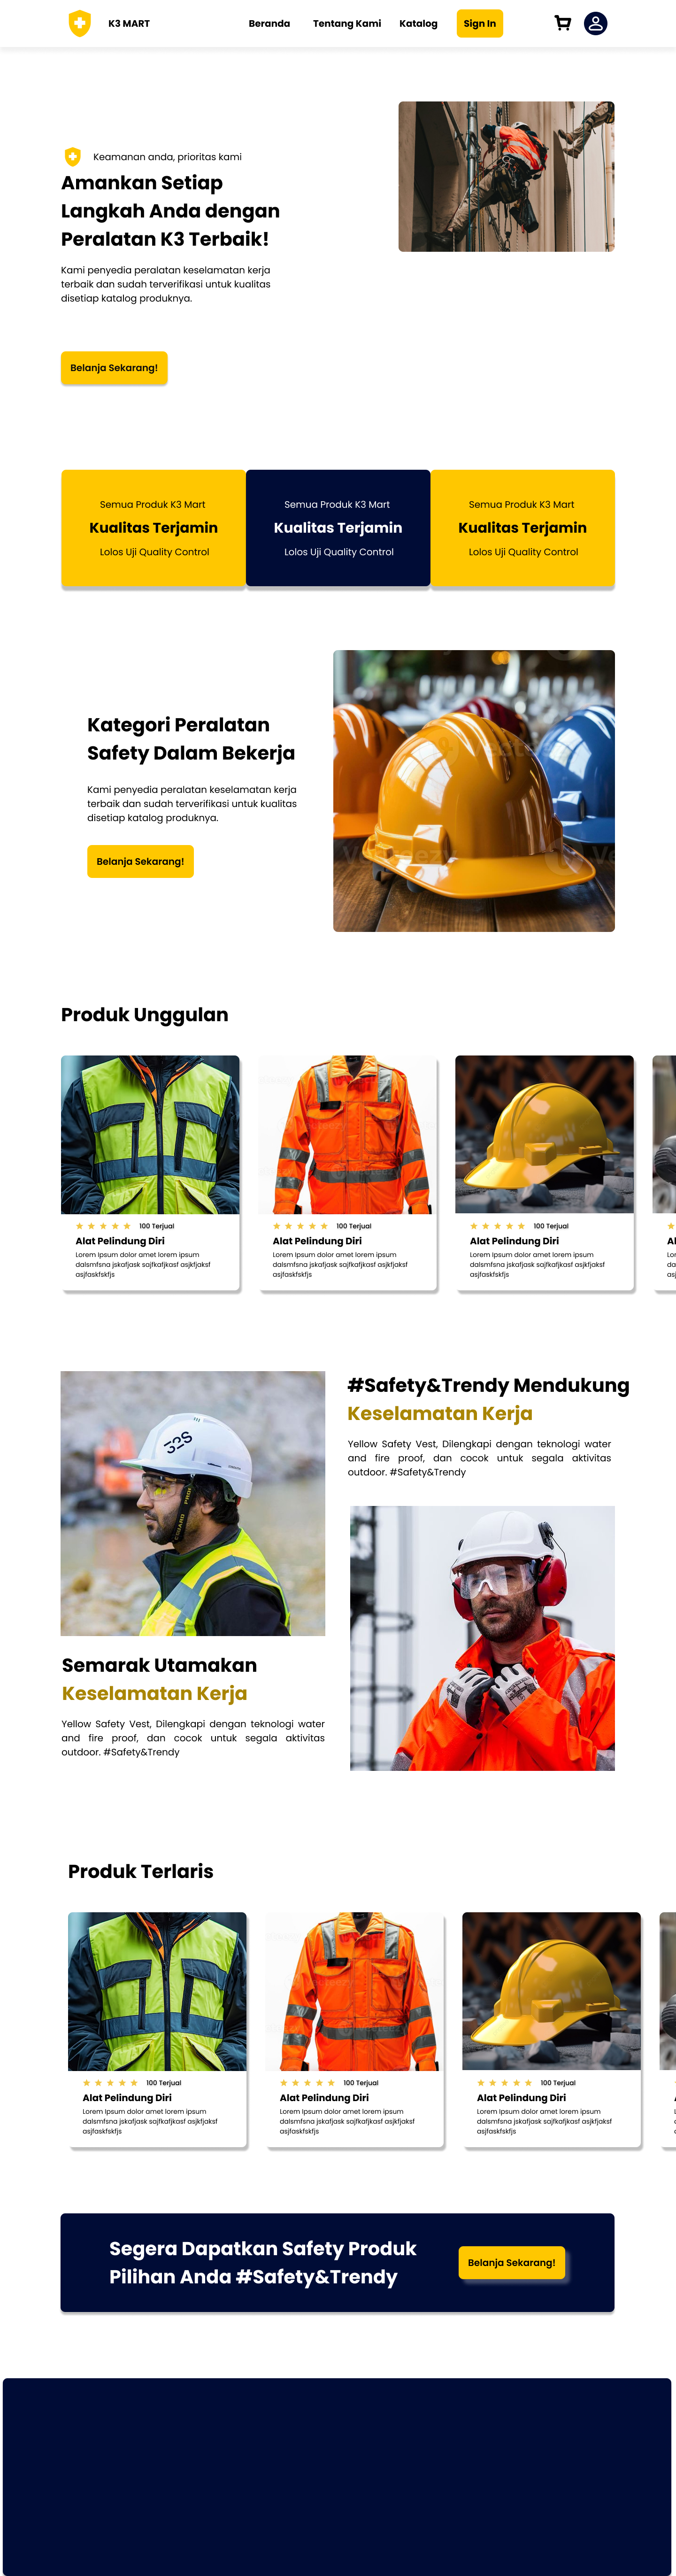 K3 MART
Beranda
Tentang Kami
Katalog
Sign In
Keamanan anda, prioritas kami
Amankan Setiap
Langkah Anda dengan
Peralatan K3 Terbaik!
Kami penyedia peralatan keselamatan kerja
terbaik dan sudah terverifikasi untuk kualitas
disetiap katalog produknya.
Belanja Sekarang!
Semua Produk K3 Mart
Kualitas Terjamin
Lolos Uji Quality Control
Semua Produk K3 Mart
Kualitas Terjamin
Lolos Uji Quality Control
Semua Produk K3 Mart
Kualitas Terjamin
Lolos Uji Quality Control
Kategori Peralatan
Safety Dalam Bekerja
Kami penyedia peralatan keselamatan kerja
terbaik dan sudah terverifikasi untuk kualitas
disetiap katalog produknya.
Belanja Sekarang!
Produk Unggulan
100 Terjual
Alat Pelindung Diri
Lorem Ipsum dolor amet lorem ipsum
dalsmfsna jskafjask sajfkafjkasf asjkfjaksf
asjfaskfskfjs
100 Terjual
Alat Pelindung Diri
Lorem Ipsum dolor amet lorem ipsum
dalsmfsna jskafjask sajfkafjkasf asjkfjaksf
asjfaskfskfjs
100 Terjual
Alat Pelindung Diri
Lorem Ipsum dolor amet lorem ipsum
dalsmfsna jskafjask sajfkafjkasf asjkfjaksf
asjfaskfskfjs
#Safety&Trendy Mendukung
Keselamatan Kerja
Yellow Safety Vest, Dilengkapi dengan teknologi water
and fire proof, dan cocok untuk segala aktivitas
outdoor. #Safety&Trendy
Semarak Utamakan
Keselamatan Kerja
Yellow Safety Vest, Dilengkapi dengan teknologi water
and fire proof, dan cocok untuk segala aktivitas
outdoor. #Safety&Trendy
Produk Terlaris
100 Terjual
Alat Pelindung Diri
Lorem Ipsum dolor amet lorem ipsum
dalsmfsna jskafjask sajfkafjkasf asjkfjaksf
asjfaskfskfjs
100 Terjual
Alat Pelindung Diri
Lorem Ipsum dolor amet lorem ipsum
dalsmfsna jskafjask sajfkafjkasf asjkfjaksf
asjfaskfskfjs
100 Terjual
Alat Pelindung Diri
Lorem Ipsum dolor amet lorem ipsum
dalsmfsna jskafjask sajfkafjkasf asjkfjaksf
asjfaskfskfjs
Segera Dapatkan Safety Produk
Pilihan Anda #Safety&Trendy
Belanja Sekarang!